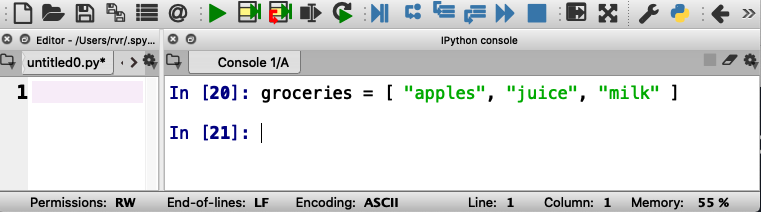 Editor - /Users/rvr/.spy...
IPython console
untitled0.py*
Console 1/A
1
In [20]: groceries = [ "apples", "juice", "milk" ]
In [21]:
Permissions: RW End-of-lines: LF Encoding: ASCII Line: 1 Column: 1 Memory: 55 %